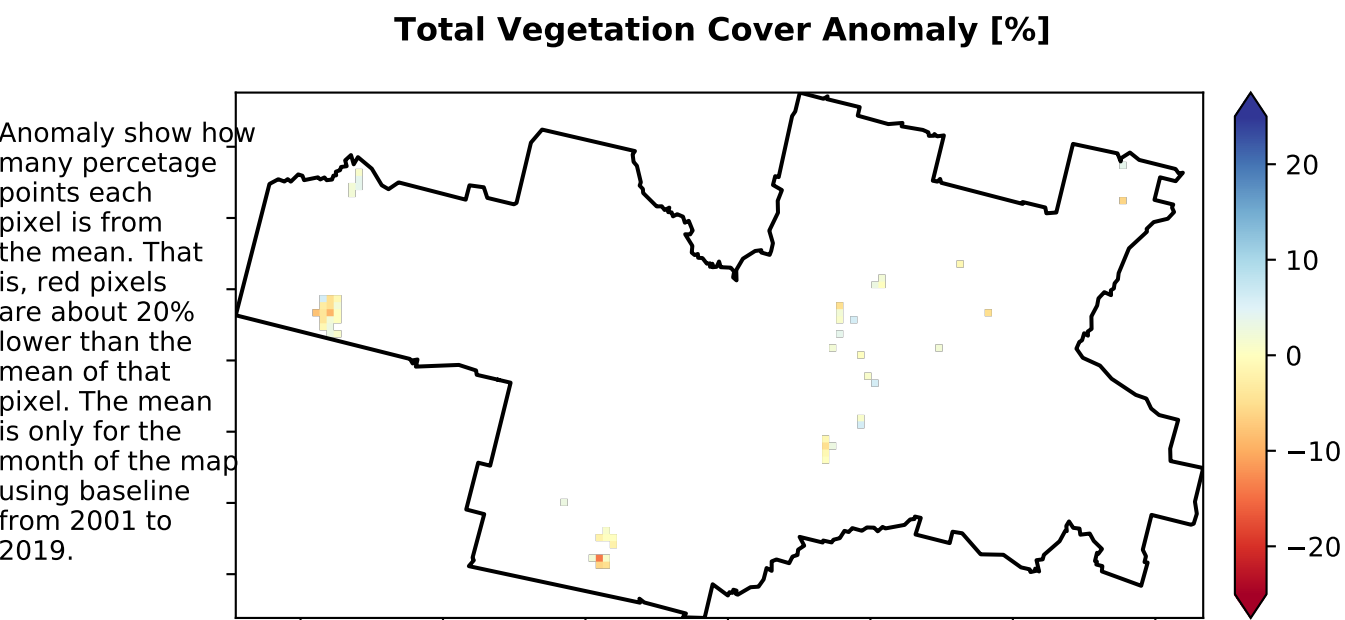 Total Vegetation Cover Anomaly [%]
Anomaly show how
many percetage
points each
pixel is from
the mean. That
is, red pixels
are about 20%
lower than the
mean of that
pixel. The mean
is only for the
month of the map
using baseline
from 2001 to
2019.
20
10
0
−10
−20